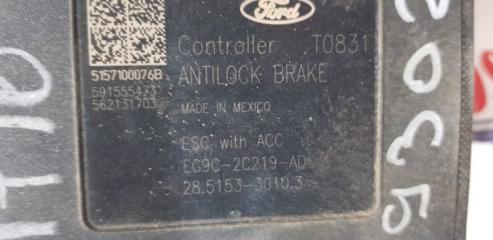 Ford
Controller T0831
5157100076B
ANTILOCK BRAKE
591555473
562131703
MADE IN MEXICO
ESC with ACC
EG9C-2C219-AD
28.5153-3010.3